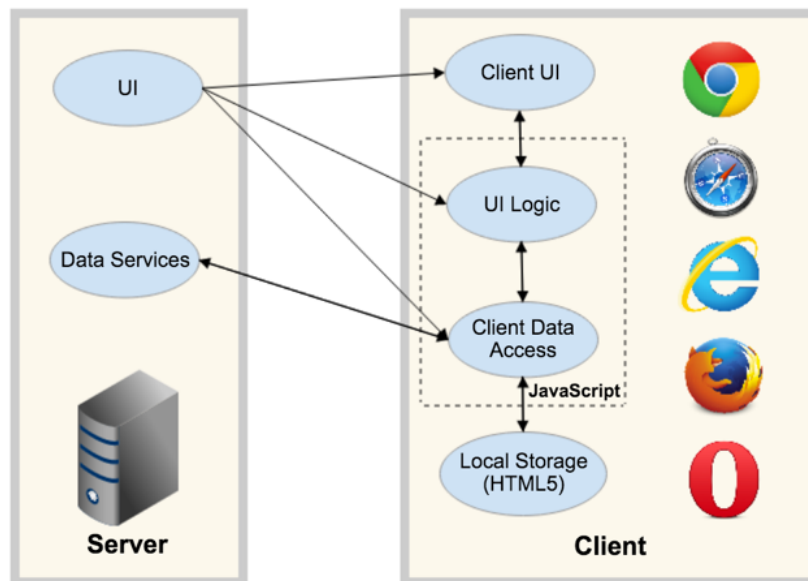 UI
Data Services
Server
Client UI
UI Logic
Client Data
Access
JavaScript
Local Storage
(HTML5)
Client